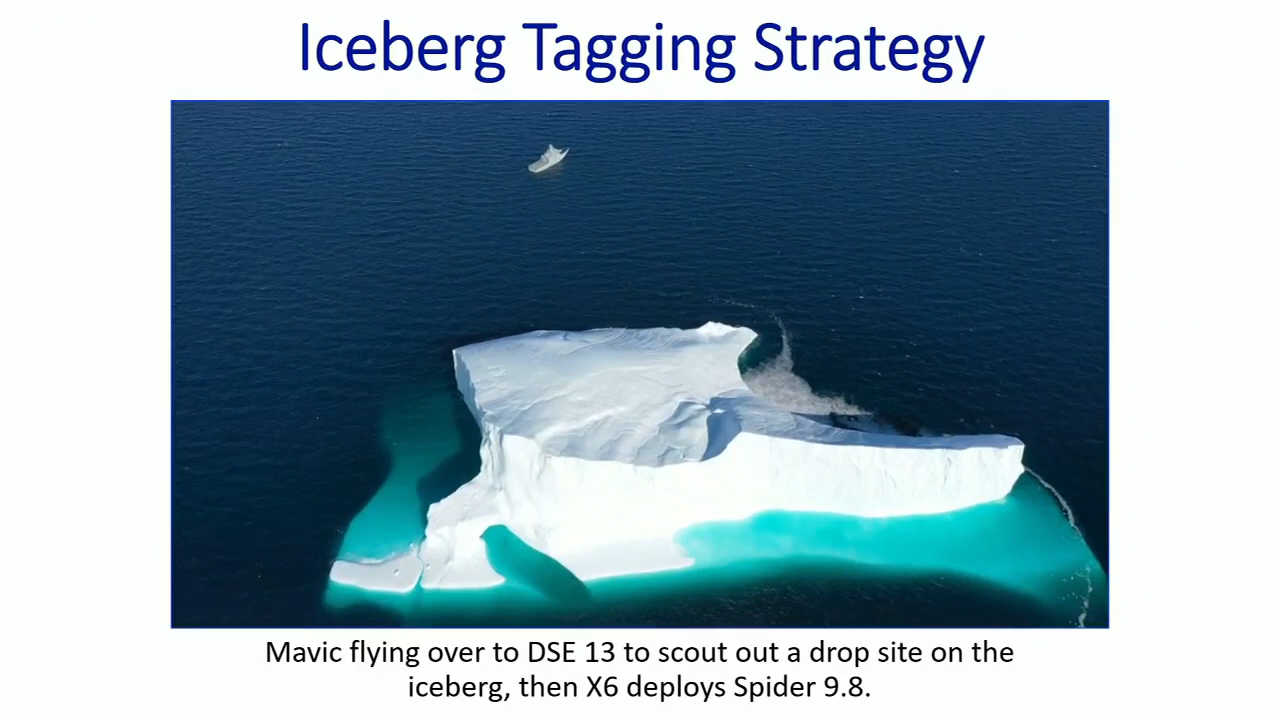 Iceberg Tagging Strategy
Mavic flying over to DSE 13 to scout out a drop site on the
iceberg, then X6 deploys Spider 9.8.